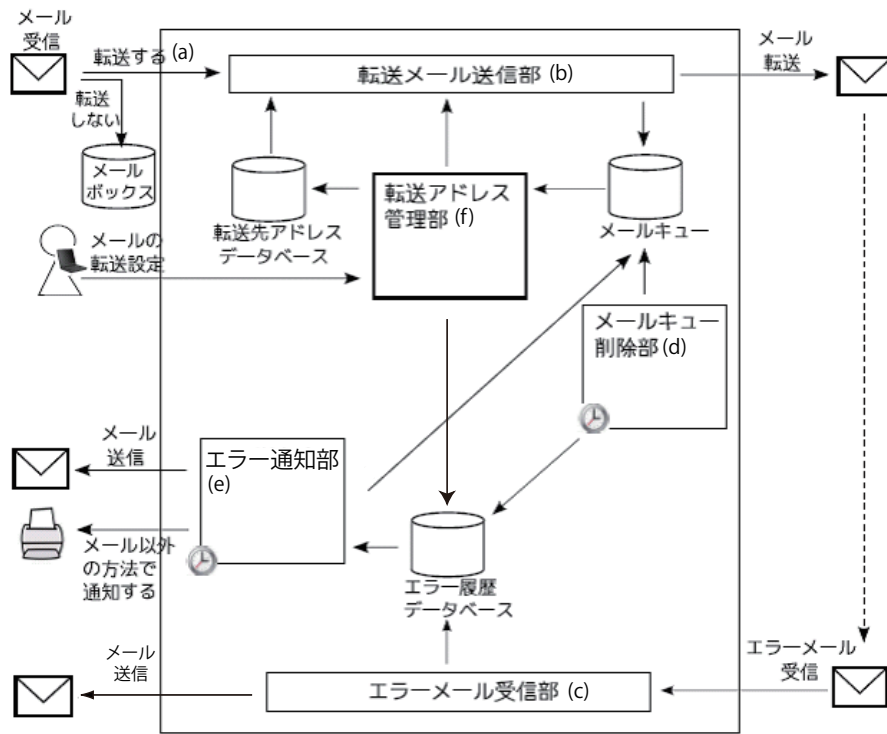 メール
受信
転送する (a)
転送
しない
メール
ボックス
転送メール送信部 (b)
メール
転送
転送先アドレス
データベース
転送アドレス
管理部 (f)
メールキュー
メールの
転送設定
メールキュー
削除部 (d)
メール
送信
エラー通知部
(e)
メール以外
の方法で
通知する
エラー履歴
データベース
メール
送信
エラーメール受信部 (c)
エラーメール
受信